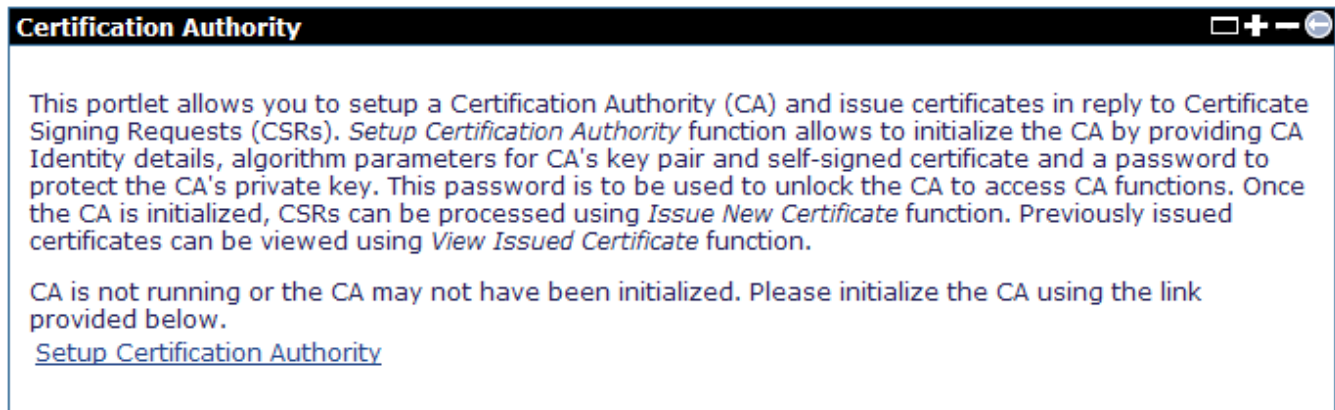 Certification Authority
This portlet allows you to setup a Certification Authority (CA) and issue certificates in reply to Certificate
Signing Requests (CSRs). Setup Certification Authority function allows to initialize the CA by providing CA
Identity details, algorithm parameters for CA's key pair and self-signed certificate and a password to
protect the CA's private key. This password is to be used to unlock the CA to access CA functions. Once
the CA is initialized, CSRs can be processed using Issue New Certificate function. Previously issued
certificates can be viewed using View Issued Certificate function.
CA is not running or the CA may not have been initialized. Please initialize the CA using the link
provided below.
Setup Certification Authority